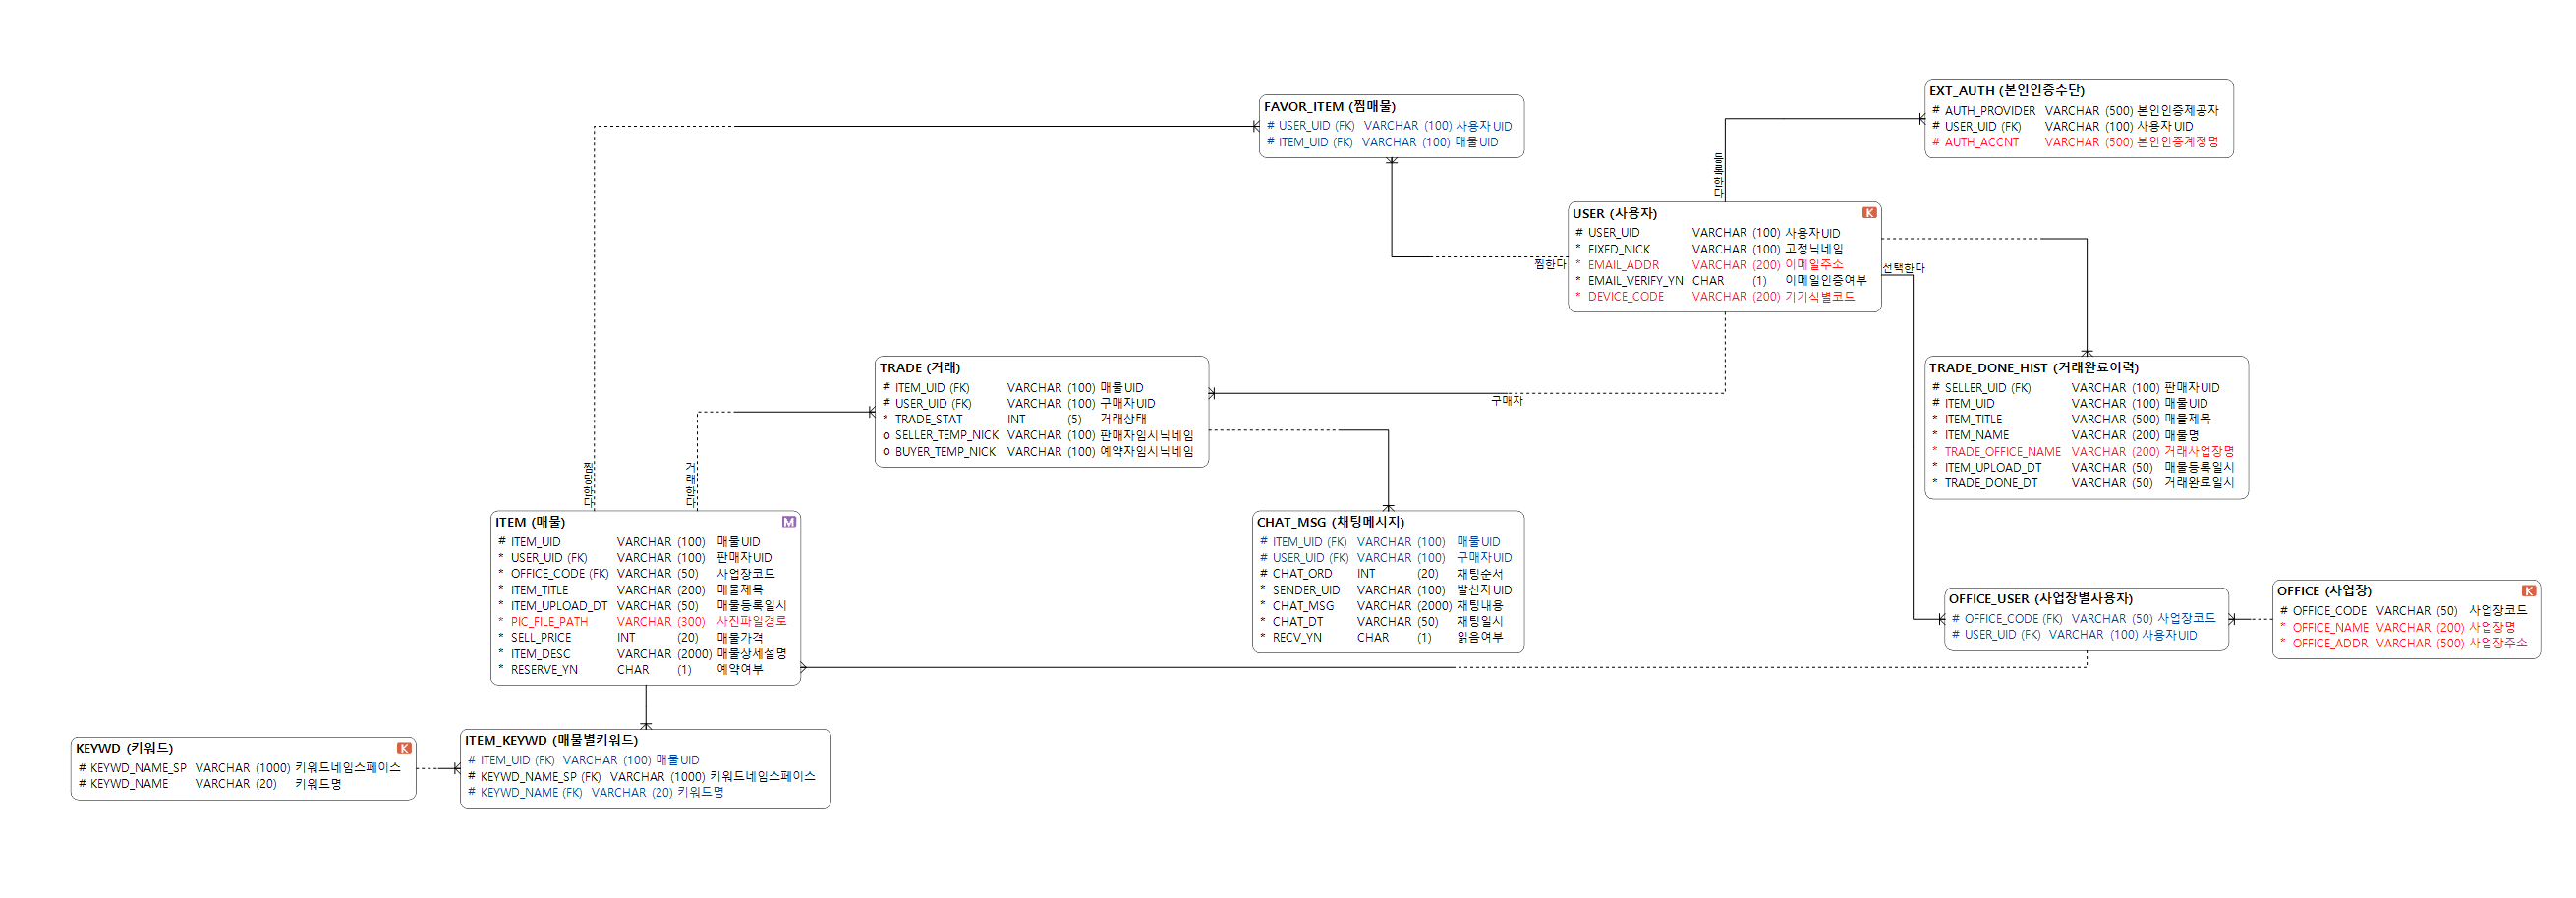 FAVOR_ITEM (찜매물)
# USER_UID (FK) VARCHAR (100) 사용자UID
# ITEM_UID (FK) VARCHAR (100) 매물UID
EXT_AUTH (본인인증수단)
# AUTH_PROVIDER VARCHAR (500) 본인인증제공자
# USER_UID (FK) VARCHAR (100) 사용자UID
# AUTH_ACCNT VARCHAR (500) 본인인증계정명
등록한다
USER (사용자)
K
# USER_UID VARCHAR (100) 사용자UID
* FIXED_NICK VARCHAR (100) 고정닉네임
* EMAIL_ADDR VARCHAR (200) 이메일주소
* EMAIL_VERIFY_YN CHAR (1) 이메일인증여부
* DEVICE_CODE VARCHAR (200) 기기식별코드
찜한다
선택한다
구매자
TRADE (거래)
# ITEM_UID (FK) VARCHAR (100) 매물UID
# USER_UID (FK) VARCHAR (100) 구매자UID
* TRADE_STAT INT (5) 거래상태
o SELLER_TEMP_NICK VARCHAR (100) 판매자임시닉네임
o BUYER_TEMP_NICK VARCHAR (100) 예약자임시닉네임
TRADE_DONE_HIST (거래완료이력)
# SELLER_UID (FK) VARCHAR (100) 판매자UID
# ITEM_UID VARCHAR (100) 매물UID
* ITEM_TITLE VARCHAR (500) 매물제목
* ITEM_NAME VARCHAR (200) 매물명
* TRADE_OFFICE_NAME VARCHAR (200) 거래사업장명
* ITEM_UPLOAD_DT VARCHAR (50) 매물등록일시
* TRADE_DONE_DT VARCHAR (50) 거래완료일시
찜당한다
거래한다
ITEM (매물)
M
# ITEM_UID VARCHAR (100) 매물UID
* USER_UID (FK) VARCHAR (100) 판매자UID
* OFFICE_CODE (FK) VARCHAR (50) 사업장코드
* ITEM_TITLE VARCHAR (200) 매물제목
* ITEM_UPLOAD_DT VARCHAR (50) 매물등록일시
* PIC_FILE_PATH VARCHAR (300) 사진파일경로
* SELL_PRICE INT (20) 매물가격
* ITEM_DESC VARCHAR (2000) 매물상세설명
* RESERVE_YN CHAR (1) 예약여부
CHAT_MSG (채팅메시지)
# ITEM_UID (FK) VARCHAR (100) 매물UID
# USER_UID (FK) VARCHAR (100) 구매자UID
# CHAT_ORD INT (20) 채팅순서
* SENDER_UID VARCHAR (100) 발신자UID
* CHAT_MSG VARCHAR (2000) 채팅내용
* CHAT_DT VARCHAR (50) 채팅일시
* RECV_YN CHAR (1) 읽음여부
OFFICE_USER (사업장별사용자)
# OFFICE_CODE (FK) VARCHAR (50) 사업장코드
# USER_UID (FK) VARCHAR (100) 사용자UID
OFFICE (사업장)
K
# OFFICE_CODE VARCHAR (50) 사업장코드
* OFFICE_NAME VARCHAR (200) 사업장명
* OFFICE_ADDR VARCHAR (500) 사업장주소
KEYWD (키워드)
K
# KEYWD_NAME_SP VARCHAR (1000) 키워드네임스페이스
# KEYWD_NAME VARCHAR (20) 키워드명
ITEM_KEYWD (매물별키워드)
# ITEM_UID (FK) VARCHAR (100) 매물UID
# KEYWD_NAME_SP (FK) VARCHAR (1000) 키워드네임스페이스
# KEYWD_NAME (FK) VARCHAR (20) 키워드명